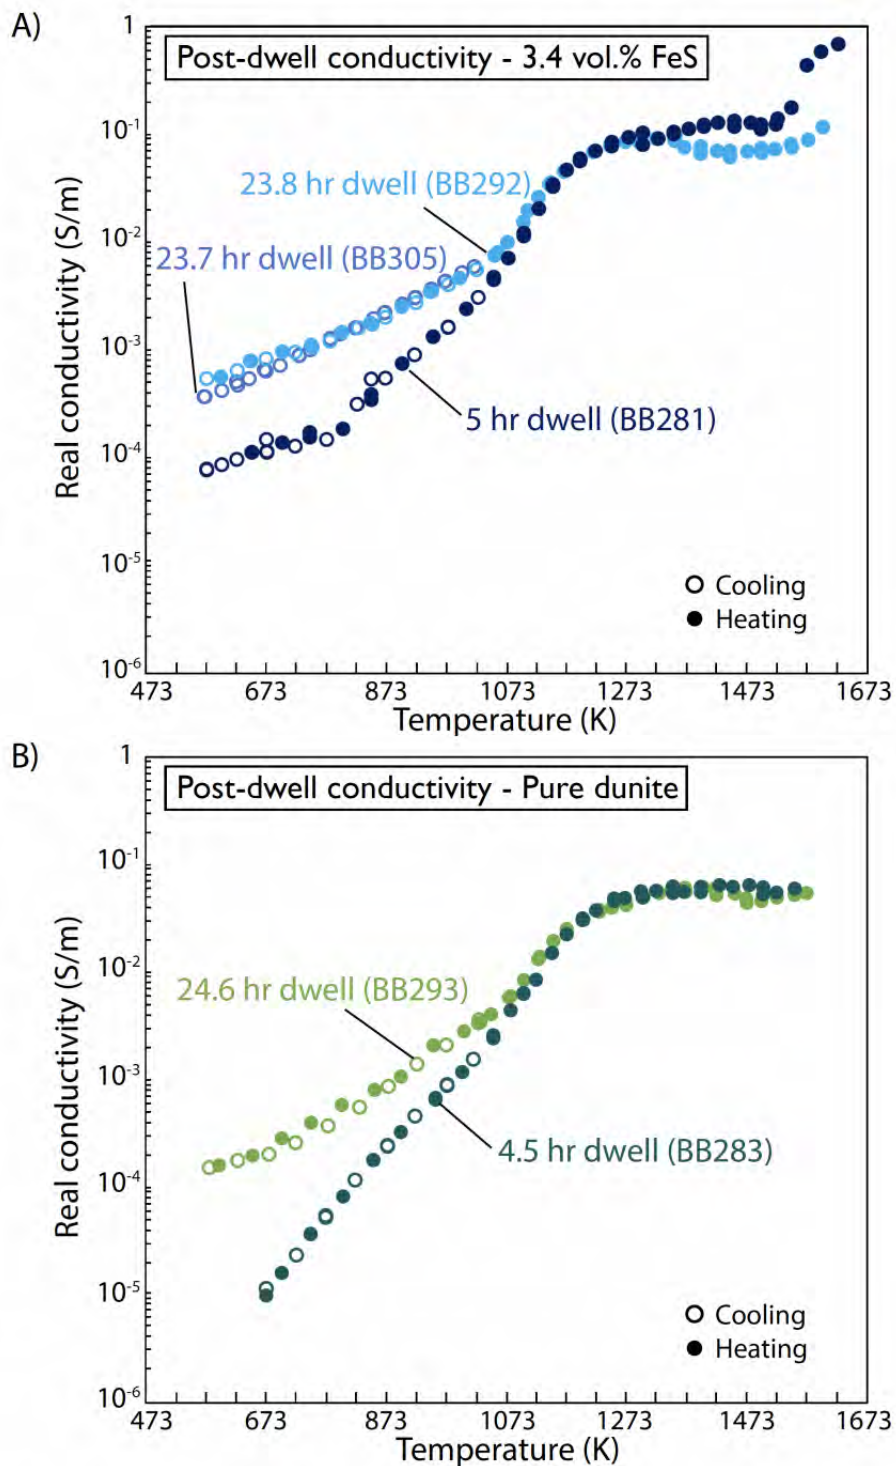 A)
Post-dwell conductivity - 3.4 vol.% FeS
Real conductivity (S/m)
1
10⁻¹
10⁻²
10⁻³
10⁻⁴
10⁻⁵
10⁻⁶
23.8 hr dwell (BB292)
23.7 hr dwell (BB305)
5 hr dwell (BB281)
Cooling
Heating
473 673 873 1073 1273 1473 1673
Temperature (K)
B)
Post-dwell conductivity - Pure dunite
Real conductivity (S/m)
1
10⁻¹
10⁻²
10⁻³
10⁻⁴
10⁻⁵
10⁻⁶
24.6 hr dwell (BB293)
4.5 hr dwell (BB283)
Cooling
Heating
473 673 873 1073 1273 1473 1673
Temperature (K)